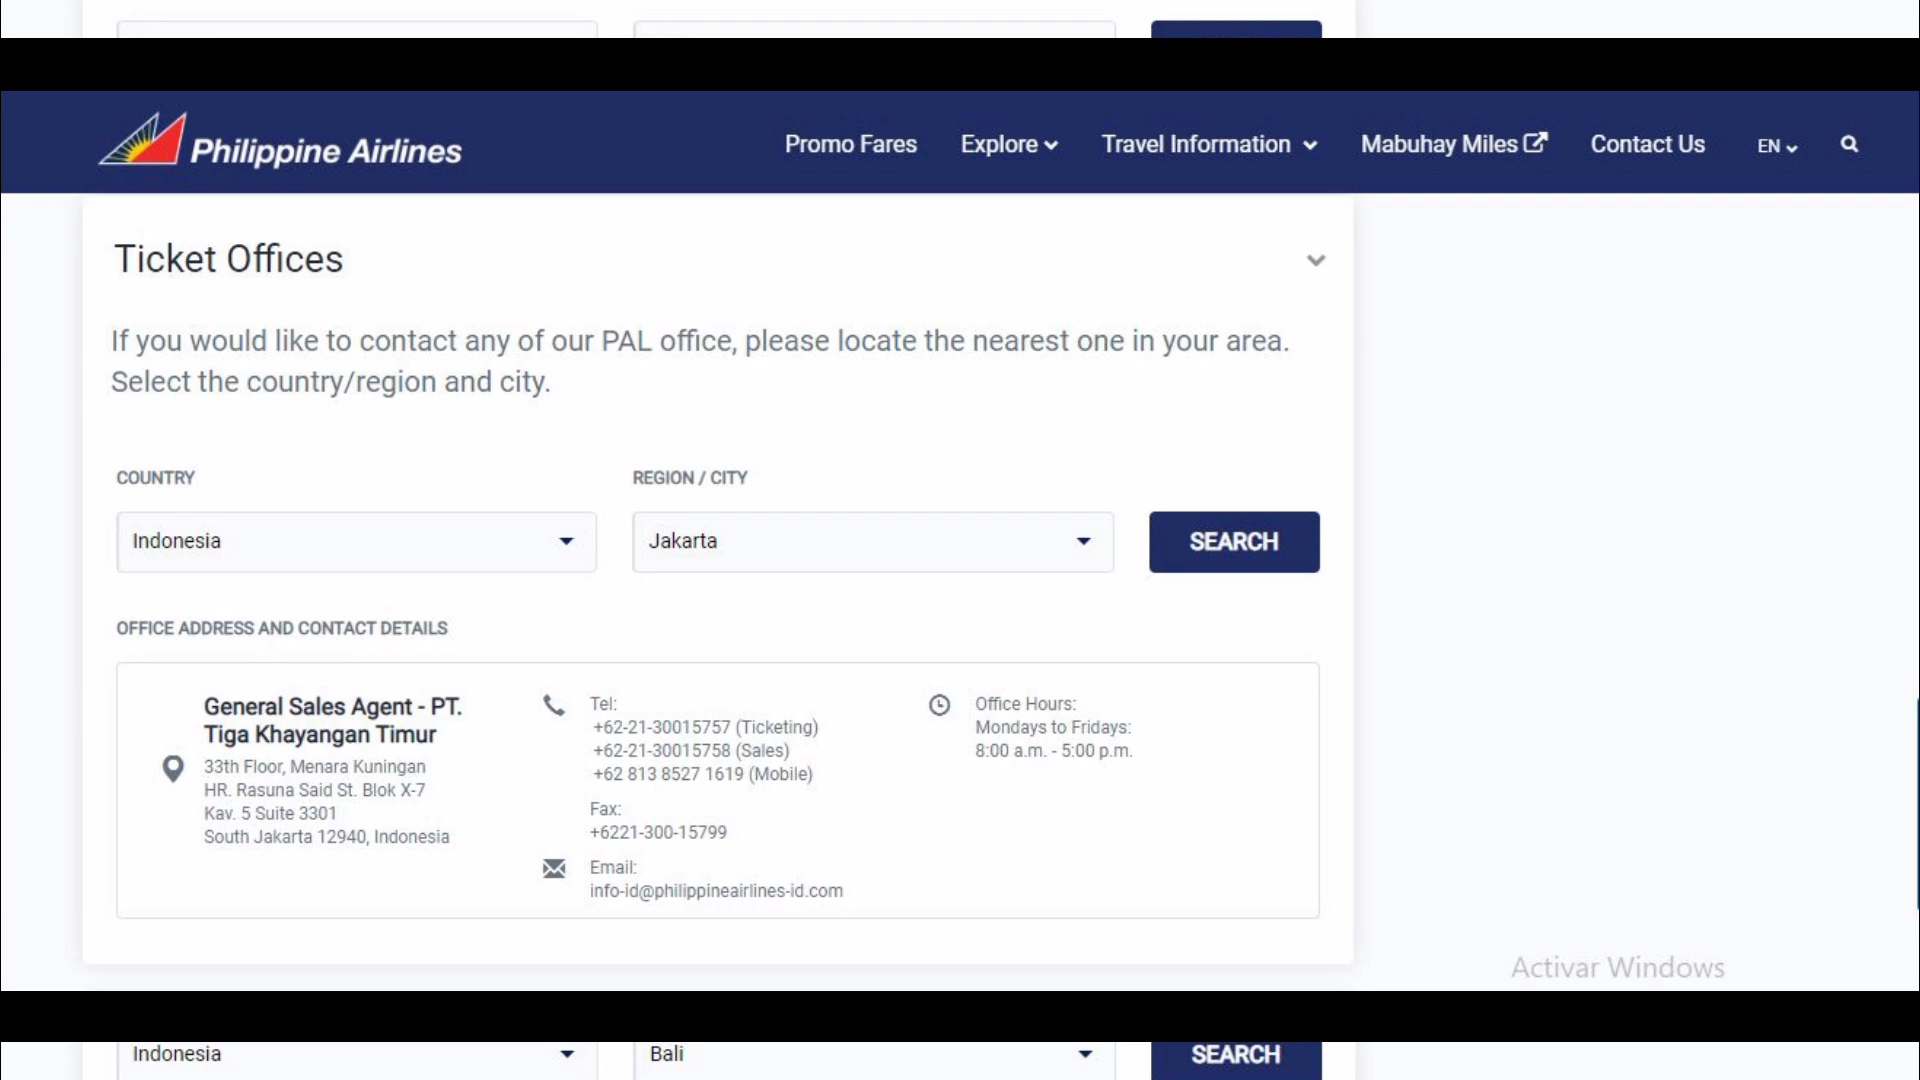 Philippine Airlines
Promo Fares Explore Travel Information Mabuhay Miles Contact Us EN
Ticket Offices
If you would like to contact any of our PAL office, please locate the nearest one in your area.
Select the country/region and city.
COUNTRY
REGION / CITY
Indonesia
Jakarta
SEARCH
OFFICE ADDRESS AND CONTACT DETAILS
General Sales Agent - PT.
Tiga Khayangan Timur
33th Floor, Menara Kuningan
HR. Rasuna Said St. Blok X-7
Kav. 5 Suite 3301
South Jakarta 12940, Indonesia
Tel:
+62-21-30015757 (Ticketing)
+62-21-30015758 (Sales)
+62 813 8527 1619 (Mobile)
Fax:
+6221-300-15799
Email:
info-id@philippineairlines-id.com
Office Hours:
Mondays to Fridays:
8:00 a.m. - 5:00 p.m.
Activar Windows
Indonesia
Bali
SEARCH